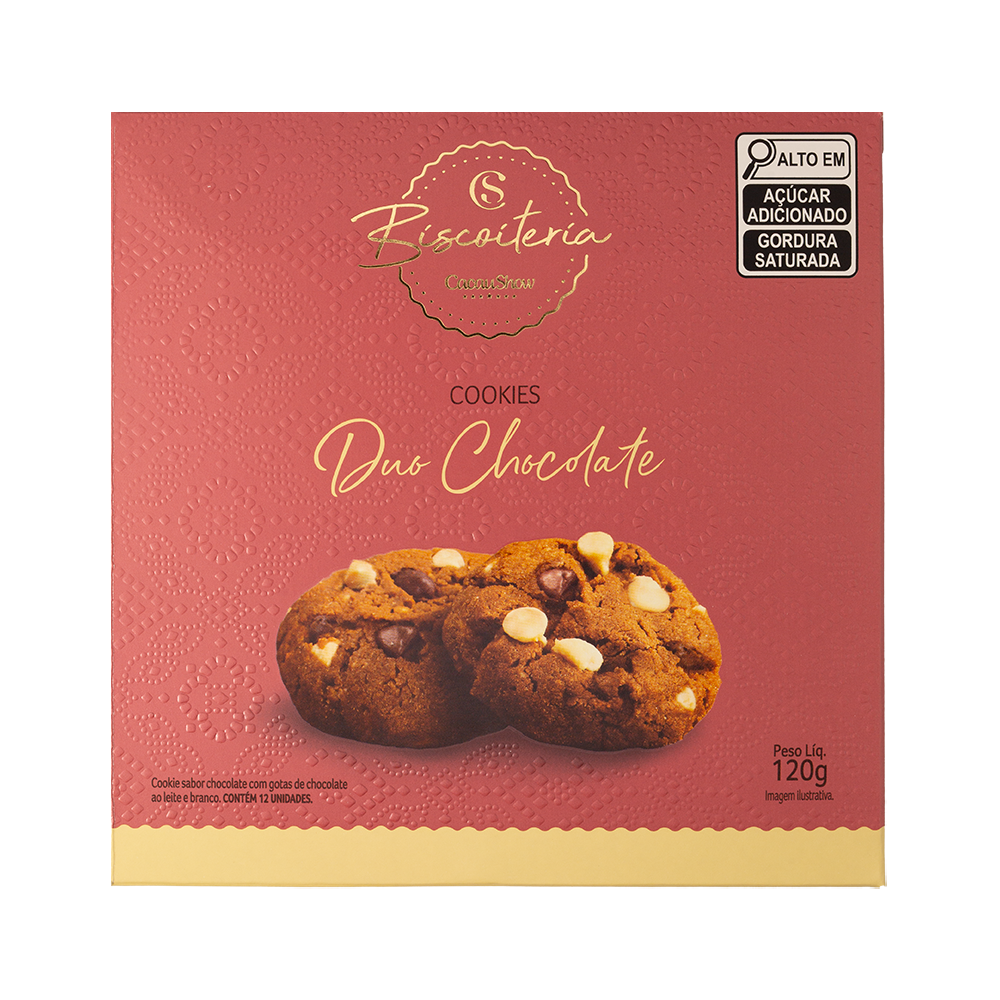 CS
Biscoiteria
CacauShow
ALTO EM
AÇÚCAR
ADICIONADO
GORDURA
SATURADA
COOKIES
Duo Chocolate
Cookie sabor chocolate com gotas de chocolate
ao leite e branco. CONTÉM 12 UNIDADES.
Peso Líq.
120g
Imagem ilustrativa.